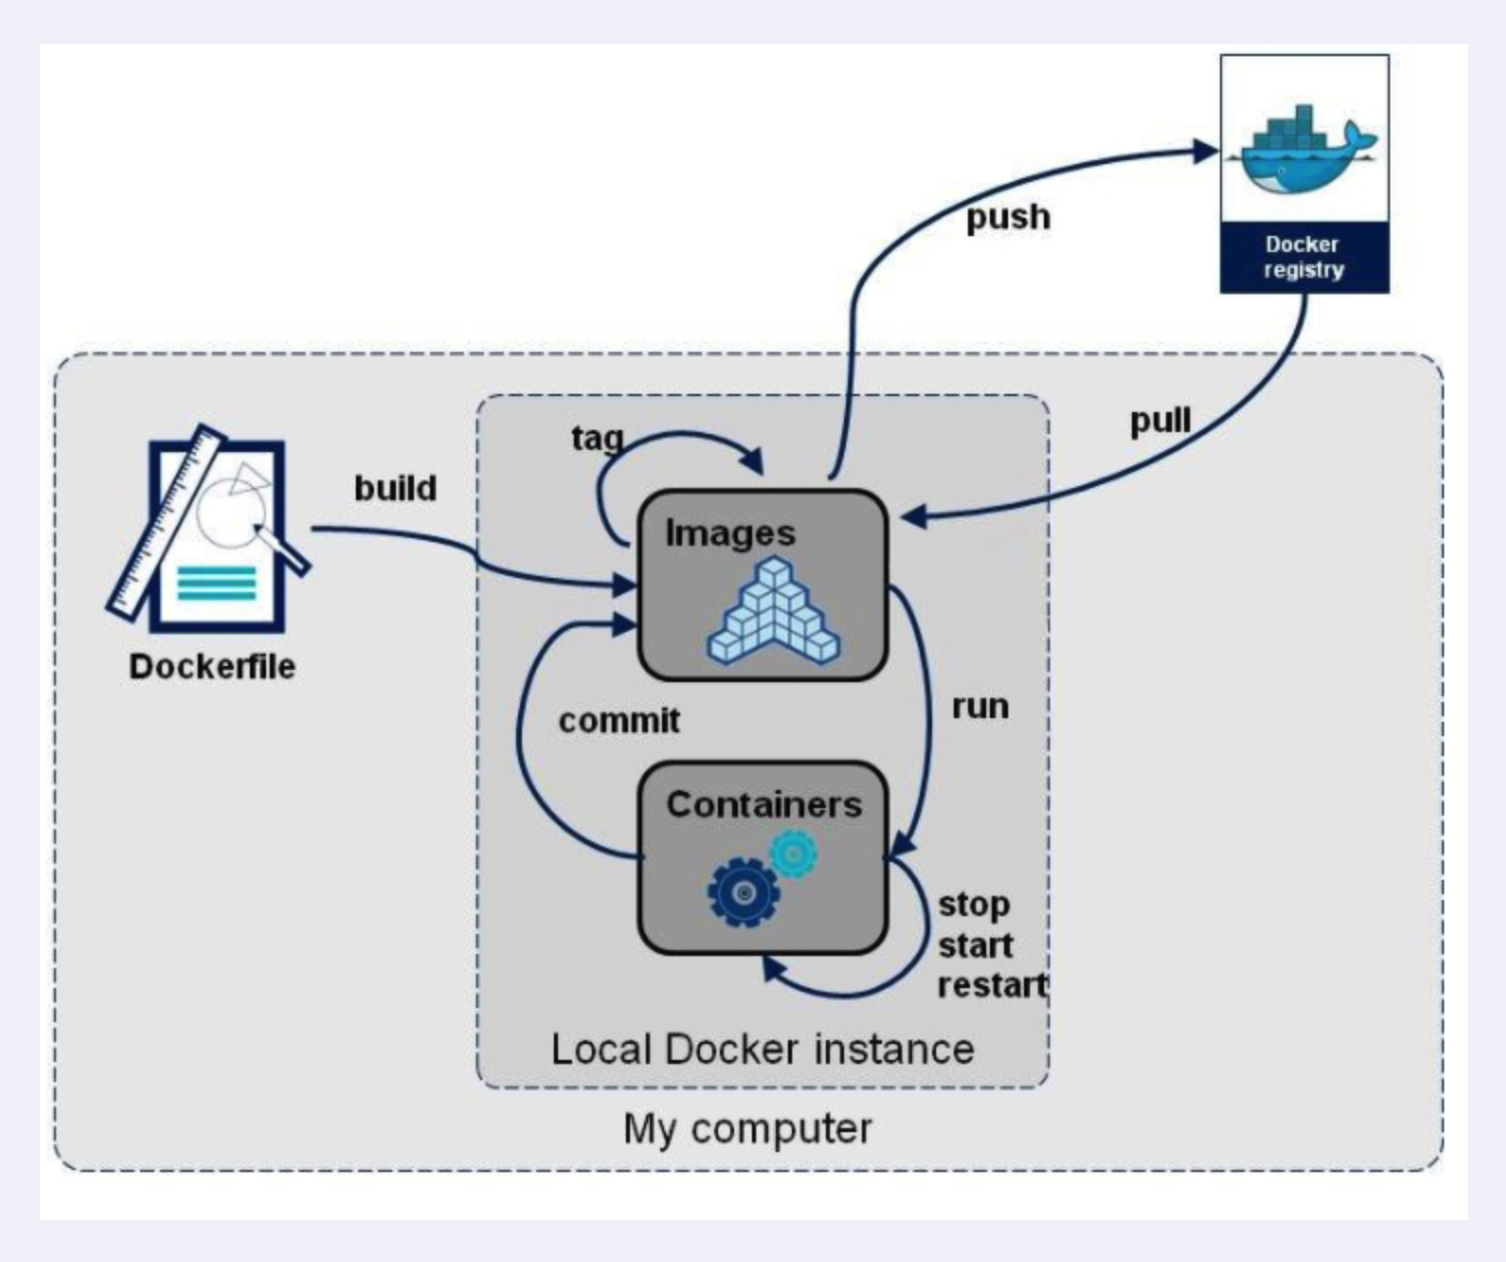 Docker
registry
push
pull
tag
build
Images
Dockerfile
commit
run
Containers
stop
start
restart
Local Docker instance
My computer